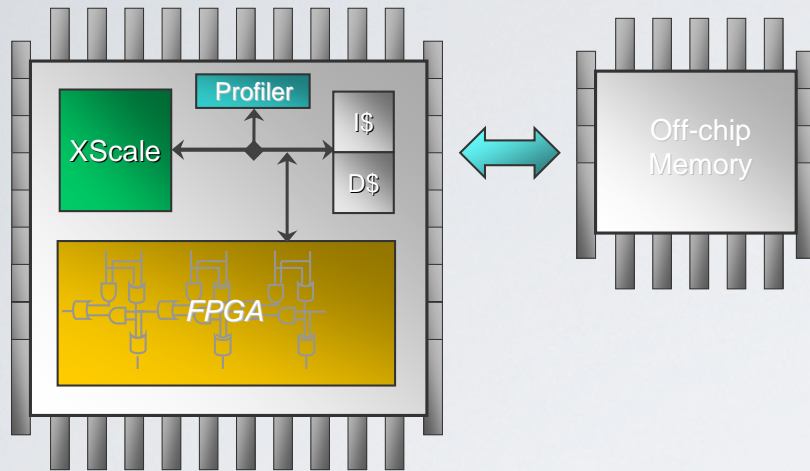 Profiler
XScale
I$
D$
FPGA
Off-chip
Memory